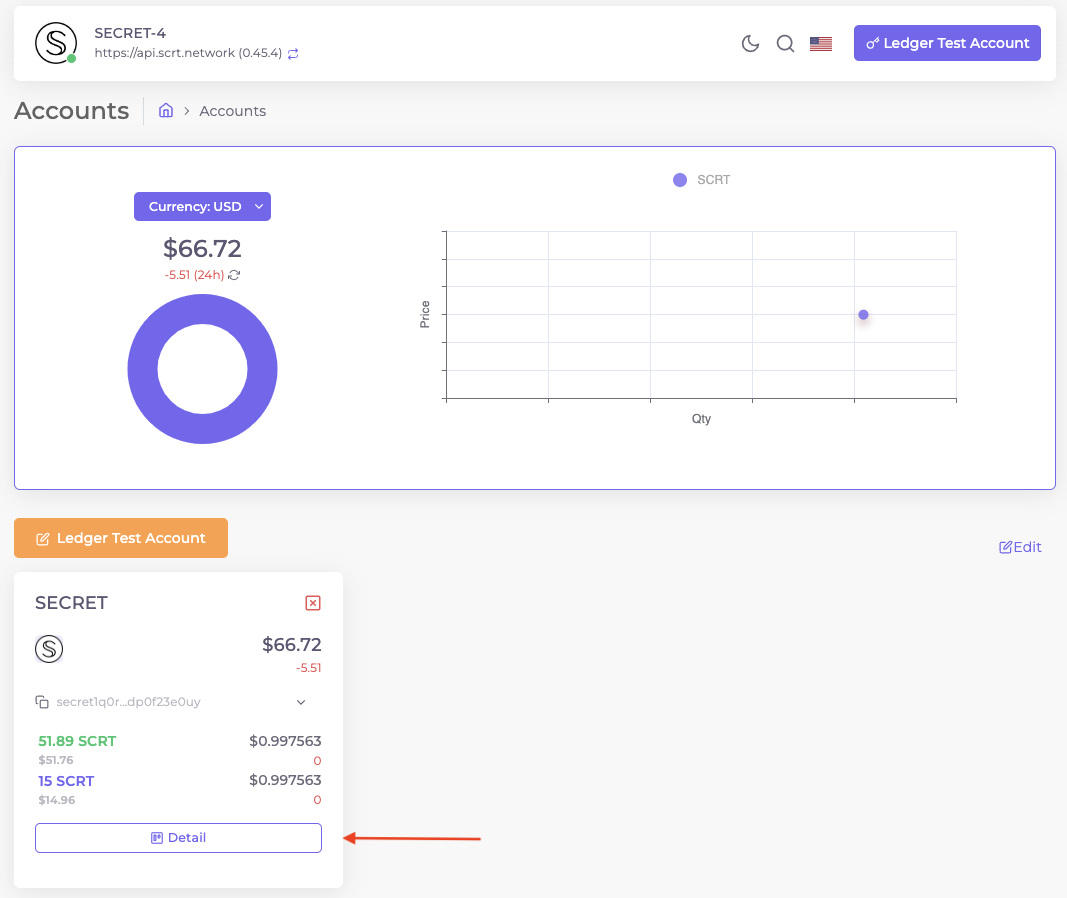 SECRET-4
https://api.scrt.network (0.45.4)
Ledger Test Account
Accounts
Accounts
SCRT
Currency: USD
$66.72
-5.51 (24h)
Price
Qty
Ledger Test Account
Edit
SECRET
$66.72
-5.51
secret1q0r...dp0f23e0uy
51.89 SCRT $0.997563
$51.76 0
15 SCRT $0.997563
$14.96 0
Detail